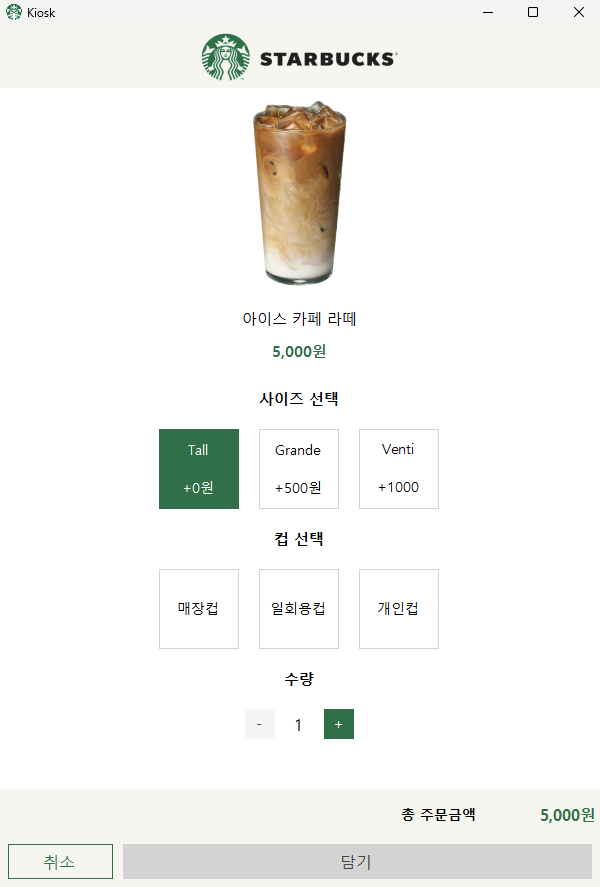 Kiosk
STARBUCKS®
아이스 카페 라떼
5,000원
사이즈 선택
Tall Grande Venti
+0원 +500원 +1000
컵 선택
매장컵 일회용컵 개인컵
수량
- 1 +
총 주문금액 5,000원
취소 담기